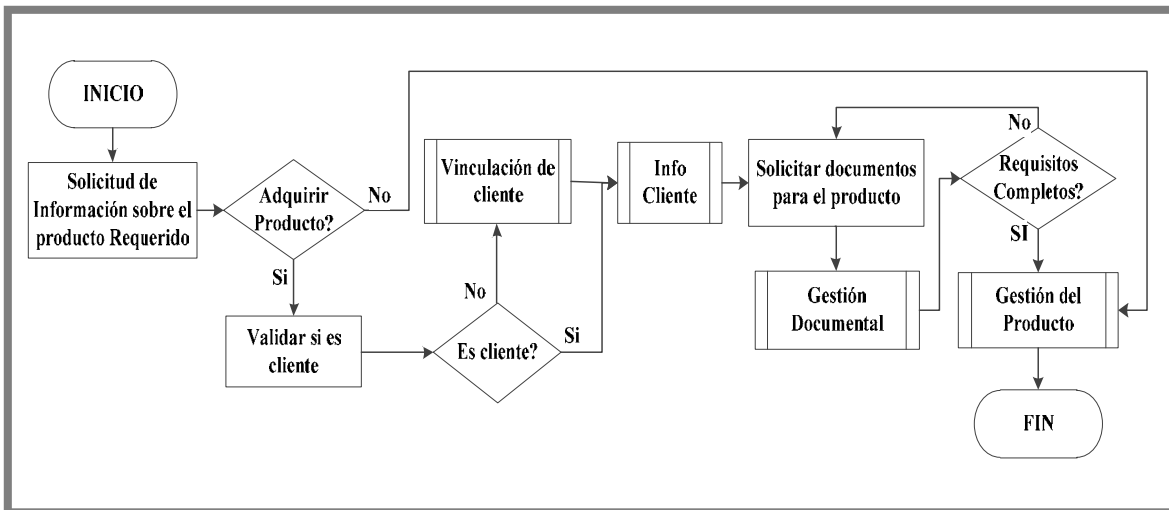 INICIO
Solicitud de
Información sobre el
producto Requerido
Adquirir
Producto?
No
Si
Validar si es
cliente
Es cliente?
No
Si
Vinculación de
cliente
Info
Cliente
Solicitar documentos
para el producto
Gestión
Documental
No
Requisitos
Completos?
SI
Gestión del
Producto
FIN